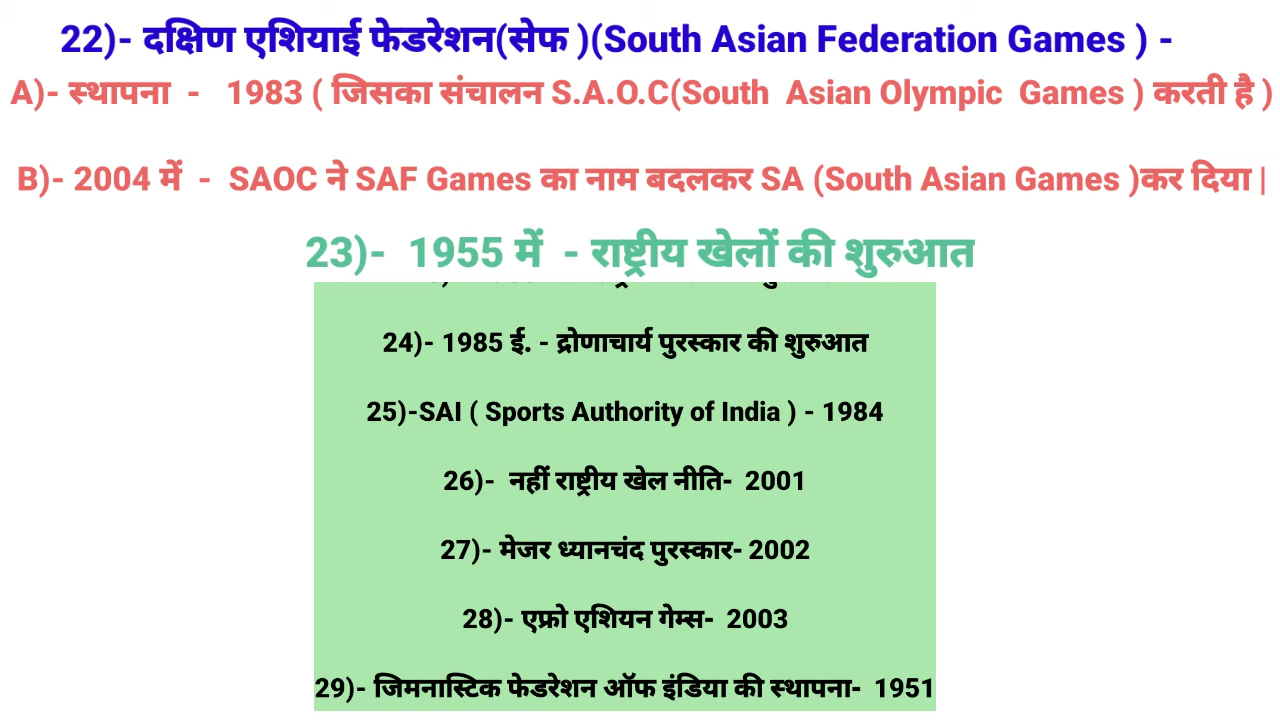 22)- दक्षिण एशियाई फेडरेशन(सेफ )(South Asian Federation Games ) -
A)- स्थापना - 1983 ( जिसका संचालन S.A.O.C(South Asian Olympic Games ) करती है )
B)- 2004 में - SAOC ने SAF Games का नाम बदलकर SA (South Asian Games )कर दिया |
23)- 1955 में - राष्ट्रीय खेलों की शुरुआत
24)- 1985 ई. - द्रोणाचार्य पुरस्कार की शुरुआत
25)-SAI ( Sports Authority of India ) - 1984
26)- नहीं राष्ट्रीय खेल नीति- 2001
27)- मेजर ध्यानचंद पुरस्कार- 2002
28)- एफ्रो एशियन गेम्स- 2003
29)- जिमनास्टिक फेडरेशन ऑफ इंडिया की स्थापना- 1951